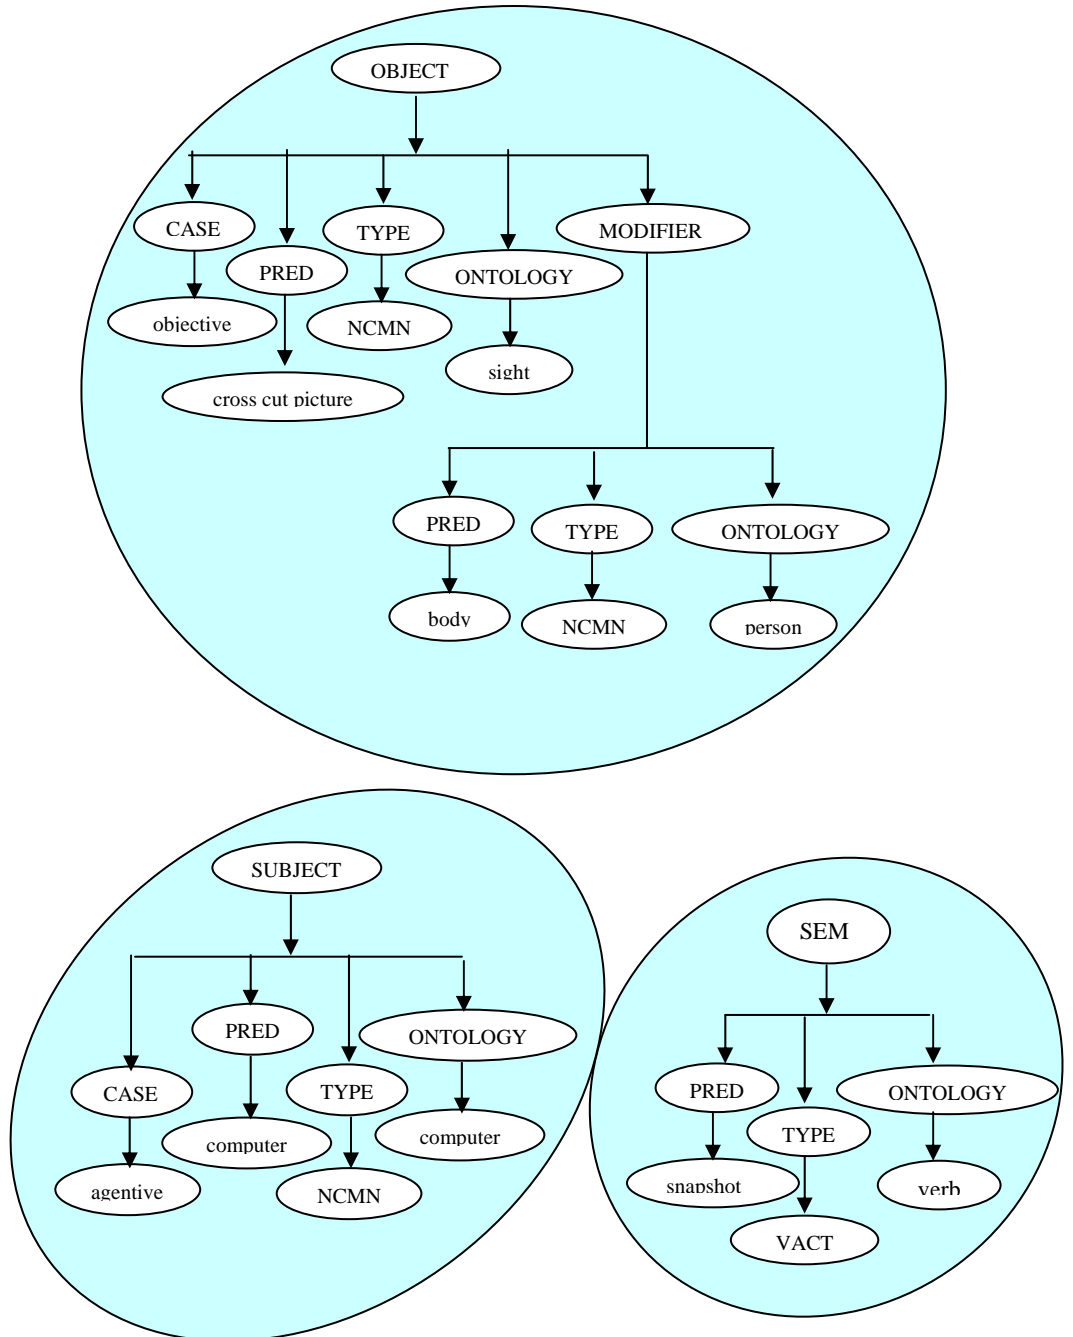 OBJECT
CASE
PRED
TYPE
ONTOLOGY
MODIFIER
objective
cross cut picture
NCMN
sight
PRED
TYPE
ONTOLOGY
body
NCMN
person
SUBJECT
CASE
PRED
TYPE
ONTOLOGY
agentive
computer
NCMN
computer
SEM
PRED
TYPE
ONTOLOGY
snapshot
VACT
verb